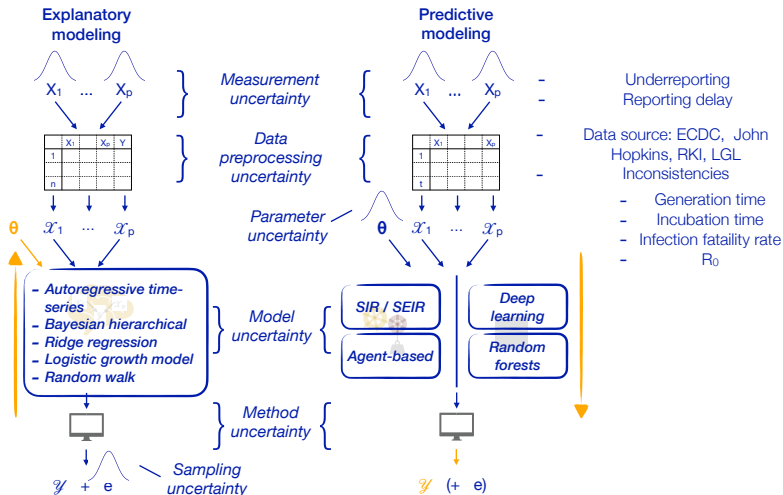 Explanatory
modeling
Predictive
modeling
X1 ... Xp
Measurement
uncertainty
X1 ... Xp
- Underreporting
- Reporting delay
X1 Xp Y
1
n
Data
preprocessing
uncertainty
X1 Xp
1
t
- Data source: ECDC, John
Hopkins, RKI, LGL
- Inconsistencies
θ 𝒳1 ... 𝒳p
Parameter
uncertainty
θ 𝒳1 ... 𝒳p
- Generation time
- Incubation time
- Infection fataility rate
- R0
- Autoregressive time-
series
- Bayesian hierarchical
- Ridge regression
- Logistic growth model
- Random walk
Model
uncertainty
SIR / SEIR
Agent-based
Deep
learning
Random
forests
Method
uncertainty
𝒴 + e
Sampling
uncertainty
𝒴 (+ e)